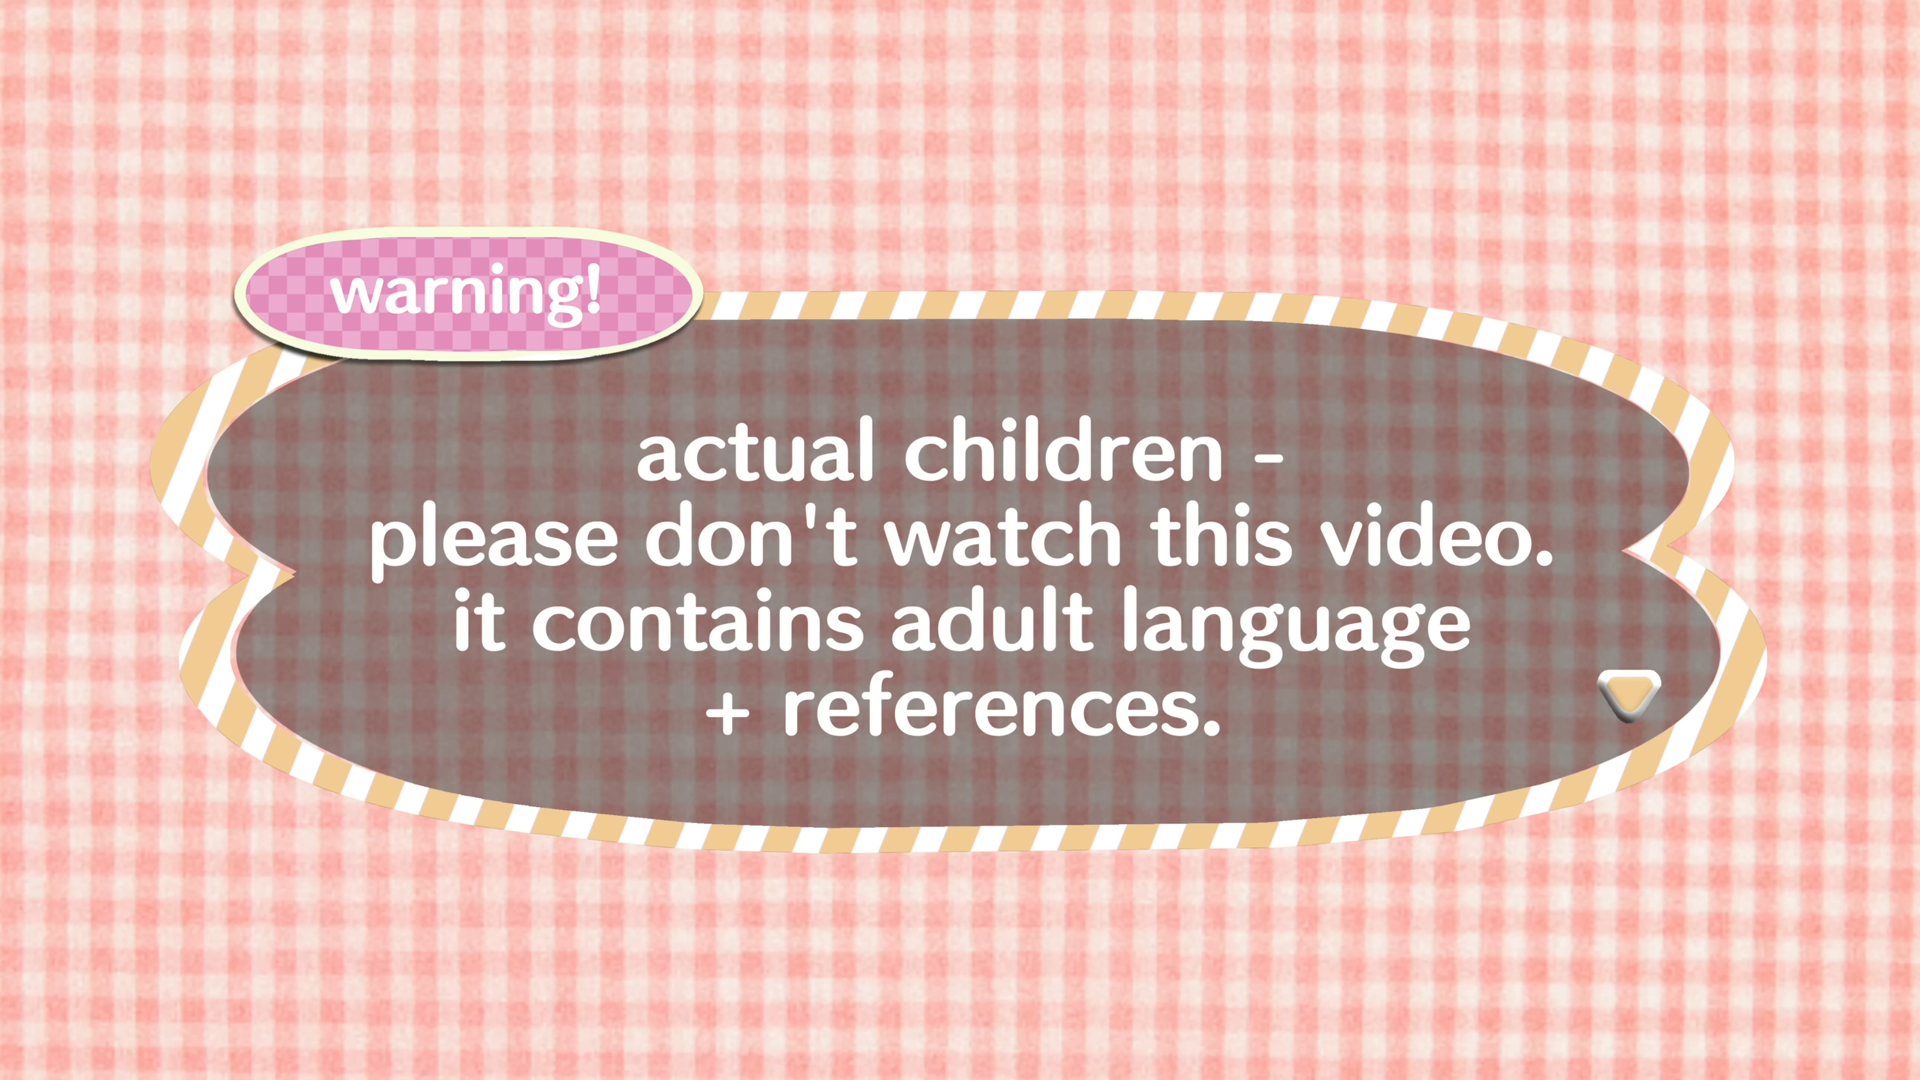 warning!
actual children -
please don't watch this video.
it contains adult language
+ references.